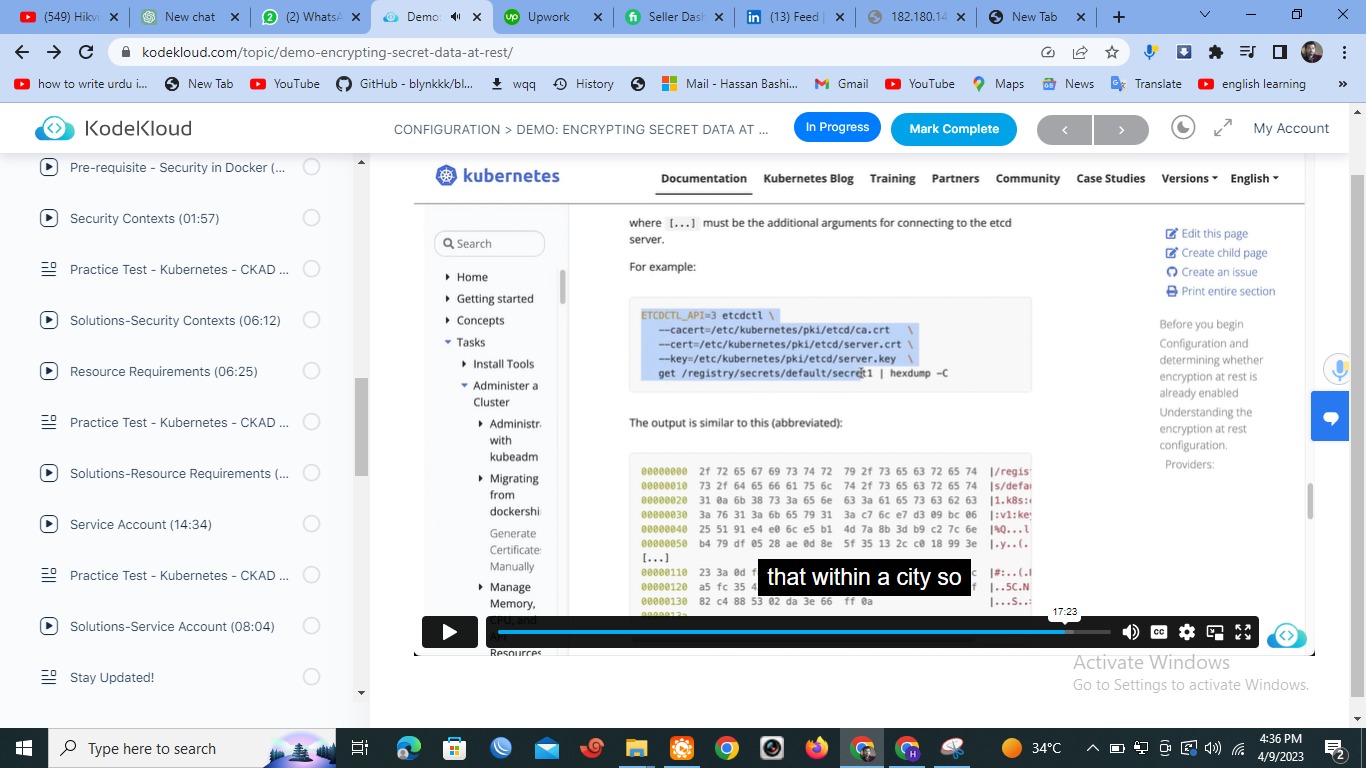 (549) Hikvi
New chat
(2) WhatsA
Demo:
Upwork
Seller Dash
(13) Feed |
182.180.14
New Tab
kodekloud.com/topic/demo-encrypting-secret-data-at-rest/
how to write urdu i...
New Tab
YouTube
GitHub - blynkkk/bl...
wqq
History
Mail - Hassan Bashi...
Gmail
YouTube
Maps
News
Translate
english learning
»
KodeKloud
CONFIGURATION > DEMO: ENCRYPTING SECRET DATA AT ...
In Progress
Mark Complete
<
>
My Account
Pre-requisite - Security in Docker (...
Security Contexts (01:57)
Practice Test - Kubernetes - CKAD ...
Solutions-Security Contexts (06:12)
Resource Requirements (06:25)
Practice Test - Kubernetes - CKAD ...
Solutions-Resource Requirements (...
Service Account (14:34)
Practice Test - Kubernetes - CKAD ...
Solutions-Service Account (08:04)
Stay Updated!
kubernetes
Documentation
Kubernetes Blog
Training
Partners
Community
Case Studies
Versions
English
Search
Home
Getting started
Concepts
Tasks
Install Tools
Administer a
Cluster
Administr
with
kubeadm
Migrating
from
dockershi
Generate
Certificate
Manually
Manage
Memory,
CPU, and
API
Resources
where [...] must be the additional arguments for connecting to the etcd
server.
For example:
ETCDCTL_API=3 etcdctl \
--cacert=/etc/kubernetes/pki/etcd/ca.crt \
--cert=/etc/kubernetes/pki/etcd/server.crt \
--key=/etc/kubernetes/pki/etcd/server.key \
get /registry/secrets/default/secret1 | hexdump -C
The output is similar to this (abbreviated):
00000000 2f 72 65 67 69 73 74 72 79 2f 73 65 63 72 65 74 |/regis
00000010 73 2f 64 65 66 61 75 6c 74 2f 73 65 63 72 65 74 |s/defau
00000020 31 0a 6b 38 73 3a 65 6e 63 3a 61 65 73 63 62 63 |1.k8s:e
00000030 3a 76 31 3a 6b 65 79 31 3a c7 6c e7 d3 09 bc 06 |:v1:key
00000040 25 51 91 e4 e0 6c e5 b1 4d 7a 8b 3d b9 c2 7c 6e |%Q...l
00000050 b4 79 df 05 28 ae 0d 8e 5f 35 13 2c c0 18 99 3e |.y..(.
[...]
00000110 23 3a 0d f c |#:..(.
00000120 a5 fc 35 4 f |..5C.N
00000130 82 c4 88 53 02 da 3e 66 ff 0a |...S..
0000013a
that within a city so
17:23
CC
Edit this page
Create child page
Create an issue
Print entire section
Before you begin
Configuration and
determining whether
encryption at rest is
already enabled
Understanding the
encryption at rest
configuration.
Providers:
Activate Windows
Go to Settings to activate Windows.
Type here to search
34°C
4:36 PM
4/9/2023
2